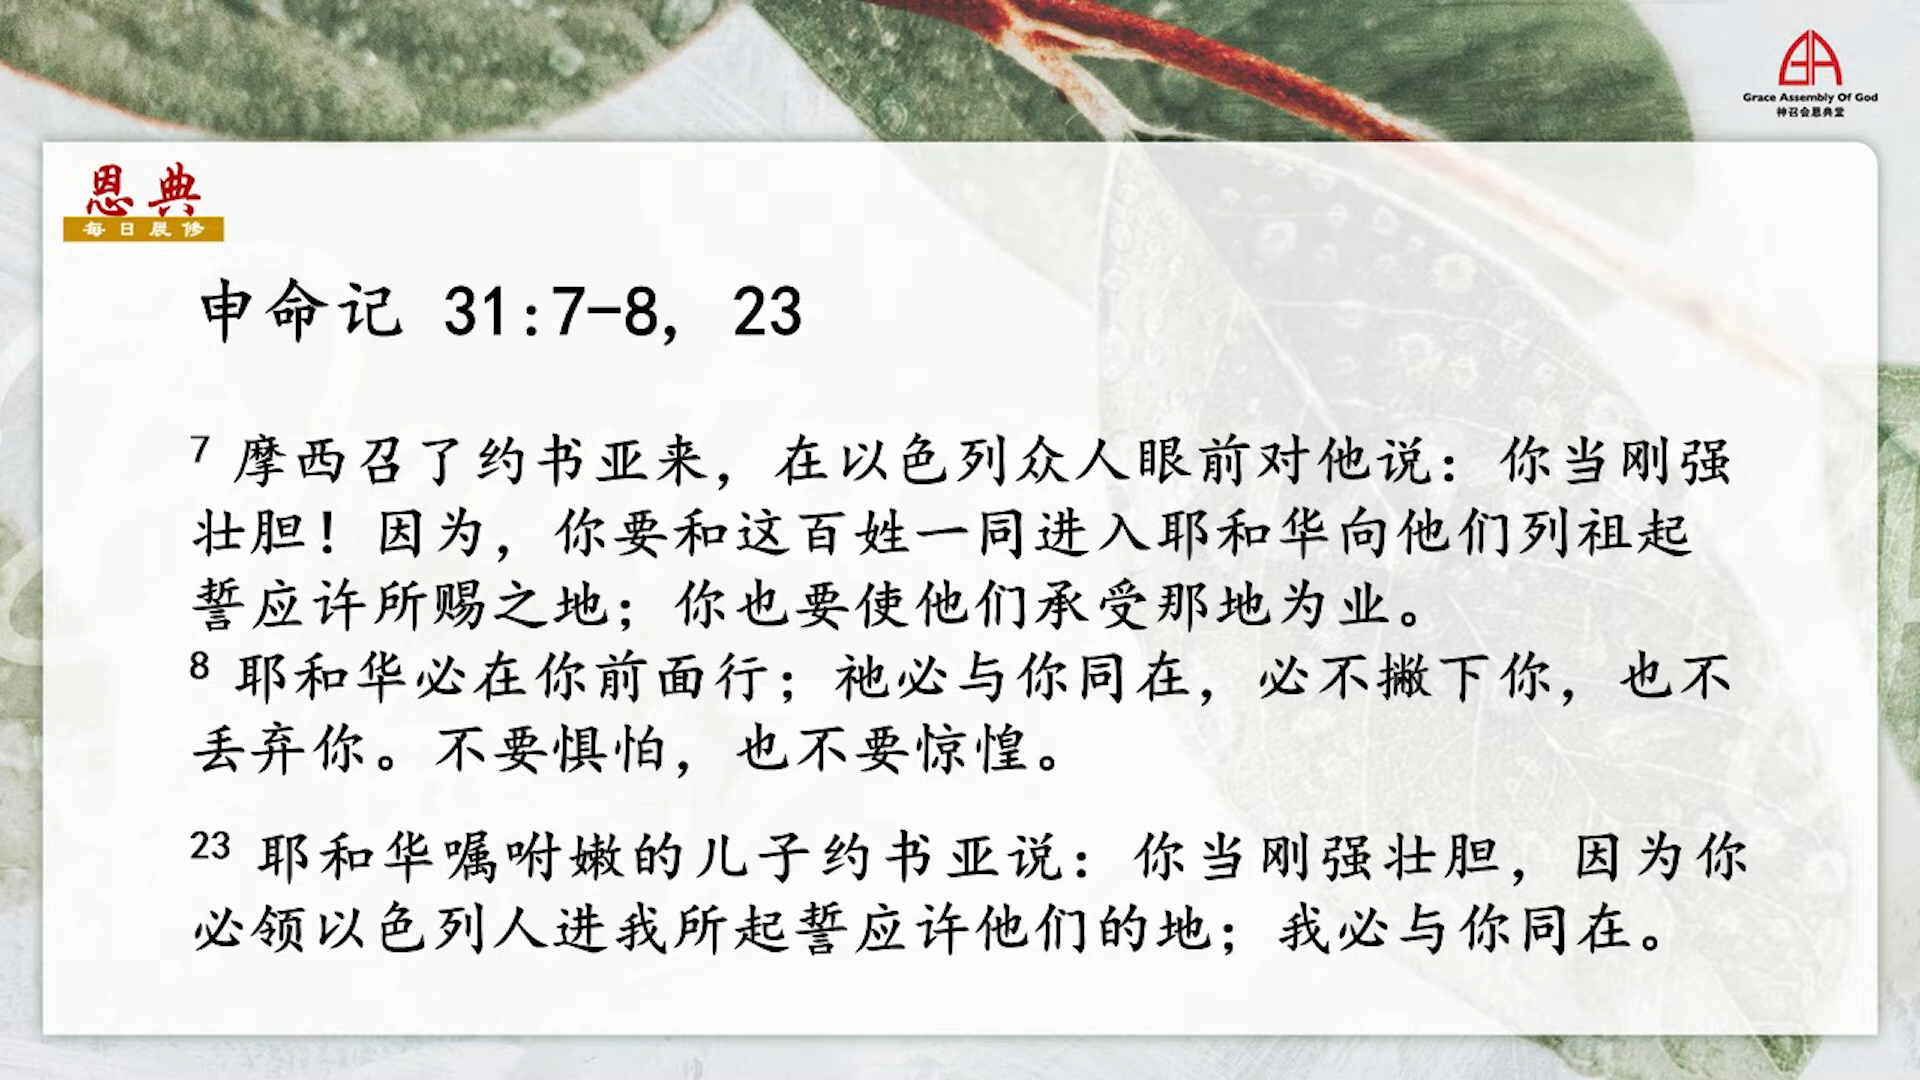 Grace Assembly Of God
神召会恩典堂
恩典
每日晨修
申命记 31:7-8, 23
7 摩西召了约书亚来，在以色列众人眼前对他说：你当刚强
壮胆！因为，你要和这百姓一同进入耶和华向他们列祖起
誓应许所赐之地；你也要使他们承受那地为业。
8 耶和华必在你前面行；祂必与你同在，必不撇下你，也不
丢弃你。不要惧怕，也不要惊惶。
23 耶和华嘱咐嫩的儿子约书亚说：你当刚强壮胆，因为你
必领以色列人进我所起誓应许他们的地；我必与你同在。